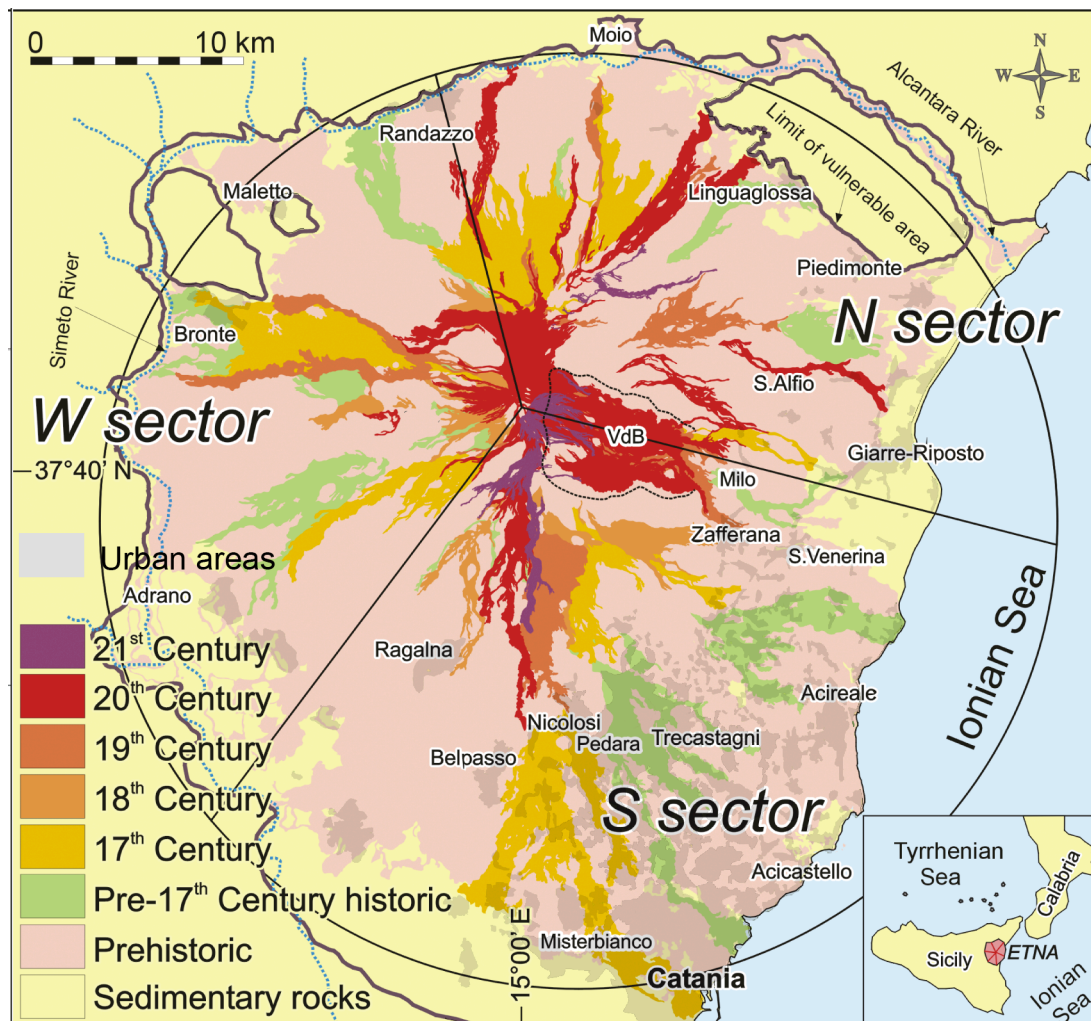 0 10 km
Moio
N
W E
S
Alcantara River
Randazzo
Limit of vulnerable area
Maletto
Linguaglossa
Piedimonte
Simeto River
Bronte
N sector
S.Alfio
W sector
VdB
Giarre-Riposto
37°40' N
Milo
Zafferana
S.Venerina
Urban areas
Adrano
Ionian Sea
21st Century
Ragalna
20th Century
Acireale
19th Century
Nicolosi
Pedara
Trecastagni
Belpasso
18th Century
S sector
17th Century
Acicastello
Pre-17th Century historic
Misterbianco
15°00' E
Prehistoric
Catania
Sedimentary rocks
Tyrrhenian
Sea
Calabria
Sicily
ETNA
Ionian
Sea